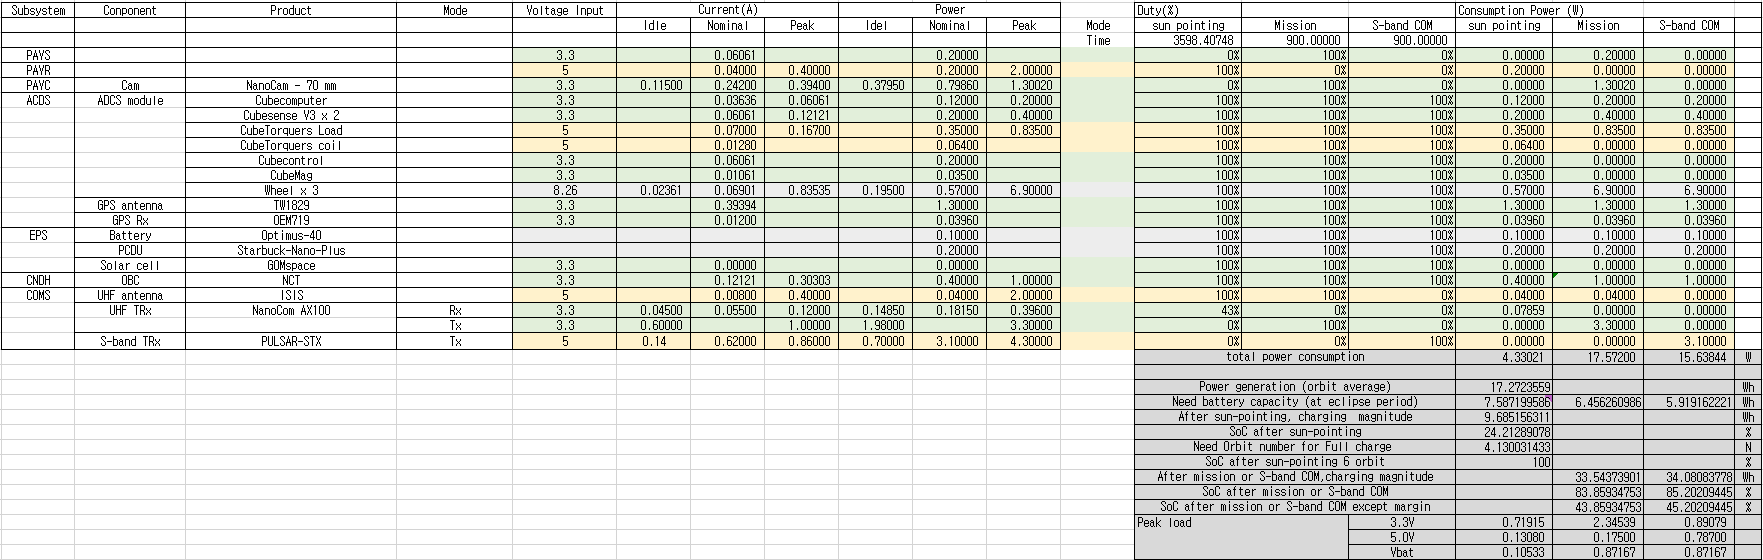 Subsystem Component Product Mode Voltage Input Current(A) Power Duty(%) Consumption Power (W)
Idle Nominal Peak Idel Nominal Peak Mode sun pointing Mission S-band COM sun pointing Mission S-band COM
Time 3598.40748 900.00000 900.00000
PAYS 3.3 0.06061 0.20000 0% 100% 0% 0.00000 0.20000 0.00000
PAYR 5 0.04000 0.40000 0.20000 2.00000 100% 0% 0% 0.20000 0.00000 0.00000
PAYC Cam NanoCam - 70 mm 3.3 0.11500 0.24200 0.39400 0.37950 0.79860 1.30020 0% 100% 0% 0.00000 1.30020 0.00000
ACDS ADCS module Cubecomputer 3.3 0.03636 0.06061 0.12000 0.20000 100% 100% 100% 0.12000 0.20000 0.20000
Cubesense V3 x 2 3.3 0.06061 0.12121 0.20000 0.40000 100% 100% 100% 0.20000 0.40000 0.40000
CubeTorquers Load 5 0.07000 0.16700 0.35000 0.83500 100% 100% 100% 0.35000 0.83500 0.83500
CubeTorquers coil 5 0.01280 0.06400 100% 100% 100% 0.06400 0.00000 0.00000
Cubecontrol 3.3 0.06061 0.20000 100% 100% 100% 0.20000 0.00000 0.00000
CubeMag 3.3 0.01061 0.03500 100% 100% 100% 0.03500 0.00000 0.00000
Wheel x 3 8.26 0.02361 0.06901 0.83535 0.19500 0.57000 6.90000 100% 100% 100% 0.57000 6.90000 6.90000
GPS antenna TW1829 3.3 0.39394 1.30000 100% 100% 100% 1.30000 1.30000 1.30000
GPS Rx OEM719 3.3 0.01200 0.03960 100% 100% 100% 0.03960 0.03960 0.03960
EPS Battery Optimus-40 0.10000 100% 100% 100% 0.10000 0.10000 0.10000
PCDU Starbuck-Nano-Plus 0.20000 100% 100% 100% 0.20000 0.20000 0.20000
Solar cell GOMspace 3.3 0.00000 0.00000 100% 100% 100% 0.00000 0.00000 0.00000
CNDH OBC NCT 3.3 0.12121 0.30303 0.40000 1.00000 100% 100% 100% 0.40000 1.00000 1.00000
COMS UHF antenna ISIS 5 0.00800 0.40000 0.04000 2.00000 100% 100% 0% 0.04000 0.04000 0.00000
UHF TRx NanoCom AX100 Rx 3.3 0.04500 0.05500 0.12000 0.14850 0.18150 0.39600 43% 0% 0% 0.07859 0.00000 0.00000
Tx 3.3 0.60000 1.00000 1.98000 3.30000 0% 100% 0% 0.00000 3.30000 0.00000
S-band TRx PULSAR-STX Tx 5 0.14 0.62000 0.86000 0.70000 3.10000 4.30000 0% 0% 100% 0.00000 0.00000 3.10000
total power consumption 4.33021 17.57200 15.63844 W
Power generation (orbit average) 17.2723559 Wh
Need battery capacity (at eclipse period) 7.587199586 6.456260986 5.919162221 Wh
After sun-pointing, charging magnitude 9.685156311 Wh
SoC after sun-pointing 24.21289078 %
Need Orbit number for Full charge 4.130031433 N
SoC after sun-pointing 6 orbit 100 %
After mission or S-band COM,charging magnitude 33.54373901 34.08083778 Wh
SoC after mission or S-band COM 83.85934753 85.20209445 %
SoC after mission or S-band COM except margin 43.85934753 45.20209445 %
Peak load 3.3V 0.71915 2.34539 0.89079
5.0V 0.13080 0.17500 0.78700
Vbat 0.10533 0.87167 0.87167